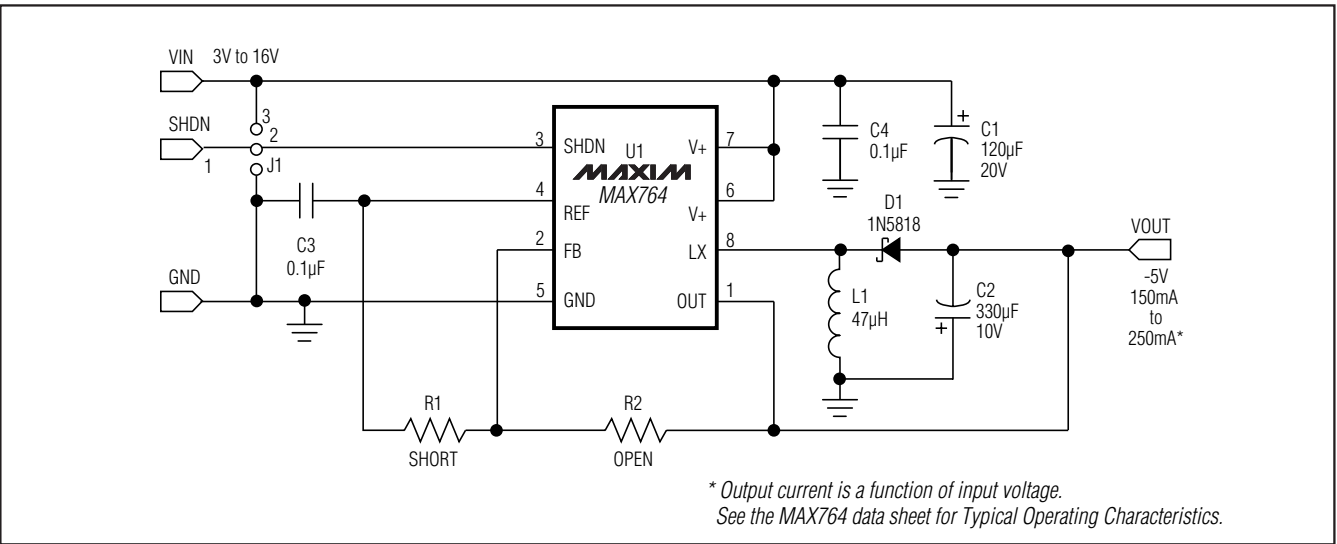 VIN 3V to 16V
SHDN
1
3
2
J1
C3
0.1µF
GND
3 SHDN
4 REF
2 FB
5 GND
U1
MAXIM
MAX764
V+ 7
V+ 6
LX 8
OUT 1
C4
0.1µF
+
C1
120µF
20V
D1
1N5818
L1
47µH
+
C2
330µF
10V
VOUT
-5V
150mA
to
250mA*
R1
SHORT
R2
OPEN
* Output current is a function of input voltage.
See the MAX764 data sheet for Typical Operating Characteristics.